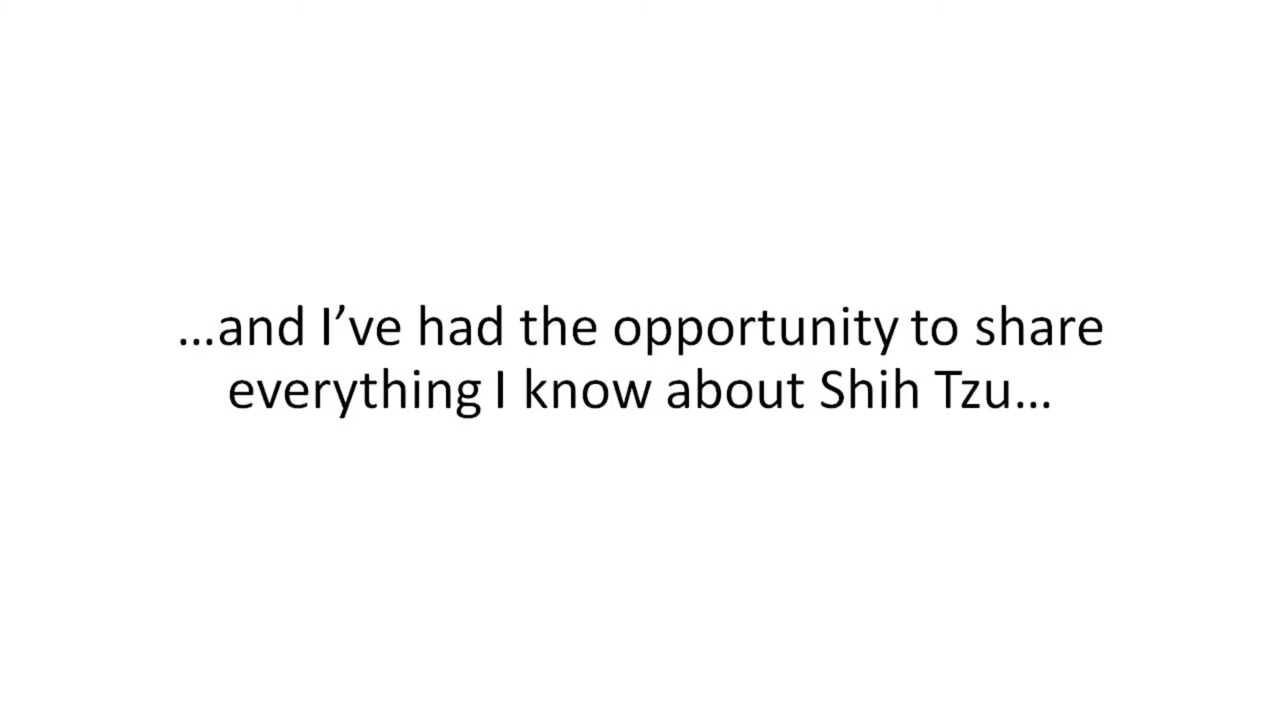 …and I’ve had the opportunity to share
everything I know about Shih Tzu…